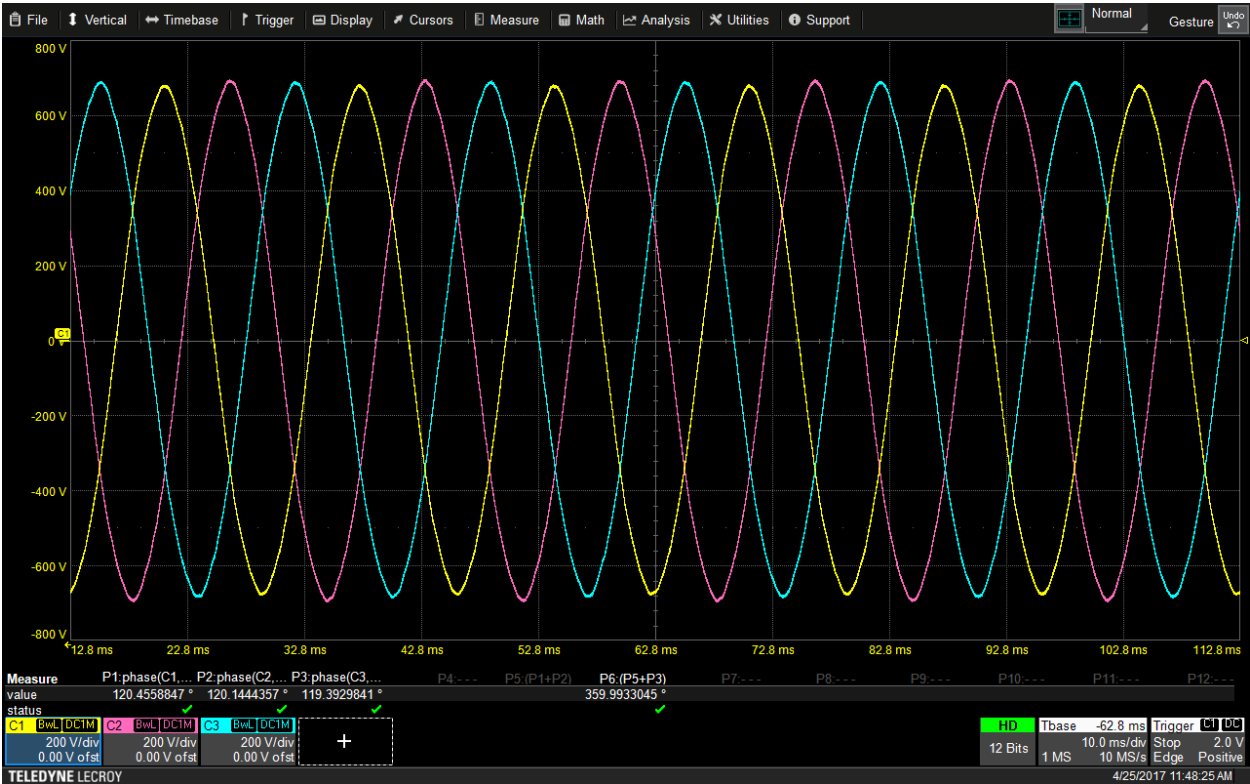 File Vertical Timebase Trigger Display Cursors Measure Math Analysis Utilities Support Normal Gesture Undo
800 V
600 V
400 V
200 V
C1
0 V
-200 V
-400 V
-600 V
-800 V
12.8 ms 22.8 ms 32.8 ms 42.8 ms 52.8 ms 62.8 ms 72.8 ms 82.8 ms 92.8 ms 102.8 ms 112.8 ms
Measure P1:phase(C1,... P2:phase(C2,... P3:phase(C3,... P4:- - - P5:(P1+P2) P6:(P5+P3) P7:- - - P8:- - - P9:- - - P10:- - - P11:- - - P12:- - -
value 120.4558847 ° 120.1444357 ° 119.3929841 ° 359.9933045 °
status
C1 BwL DC1M C2 BwL DC1M C3 BwL DC1M HD Tbase -62.8 ms Trigger C1 DC
200 V/div 200 V/div 200 V/div + 12 Bits 10.0 ms/div Stop 2.0 V
0.00 V ofst 0.00 V ofst 0.00 V ofst 1 MS 10 MS/s Edge Positive
TELEDYNE LECROY 4/25/2017 11:48:25 AM